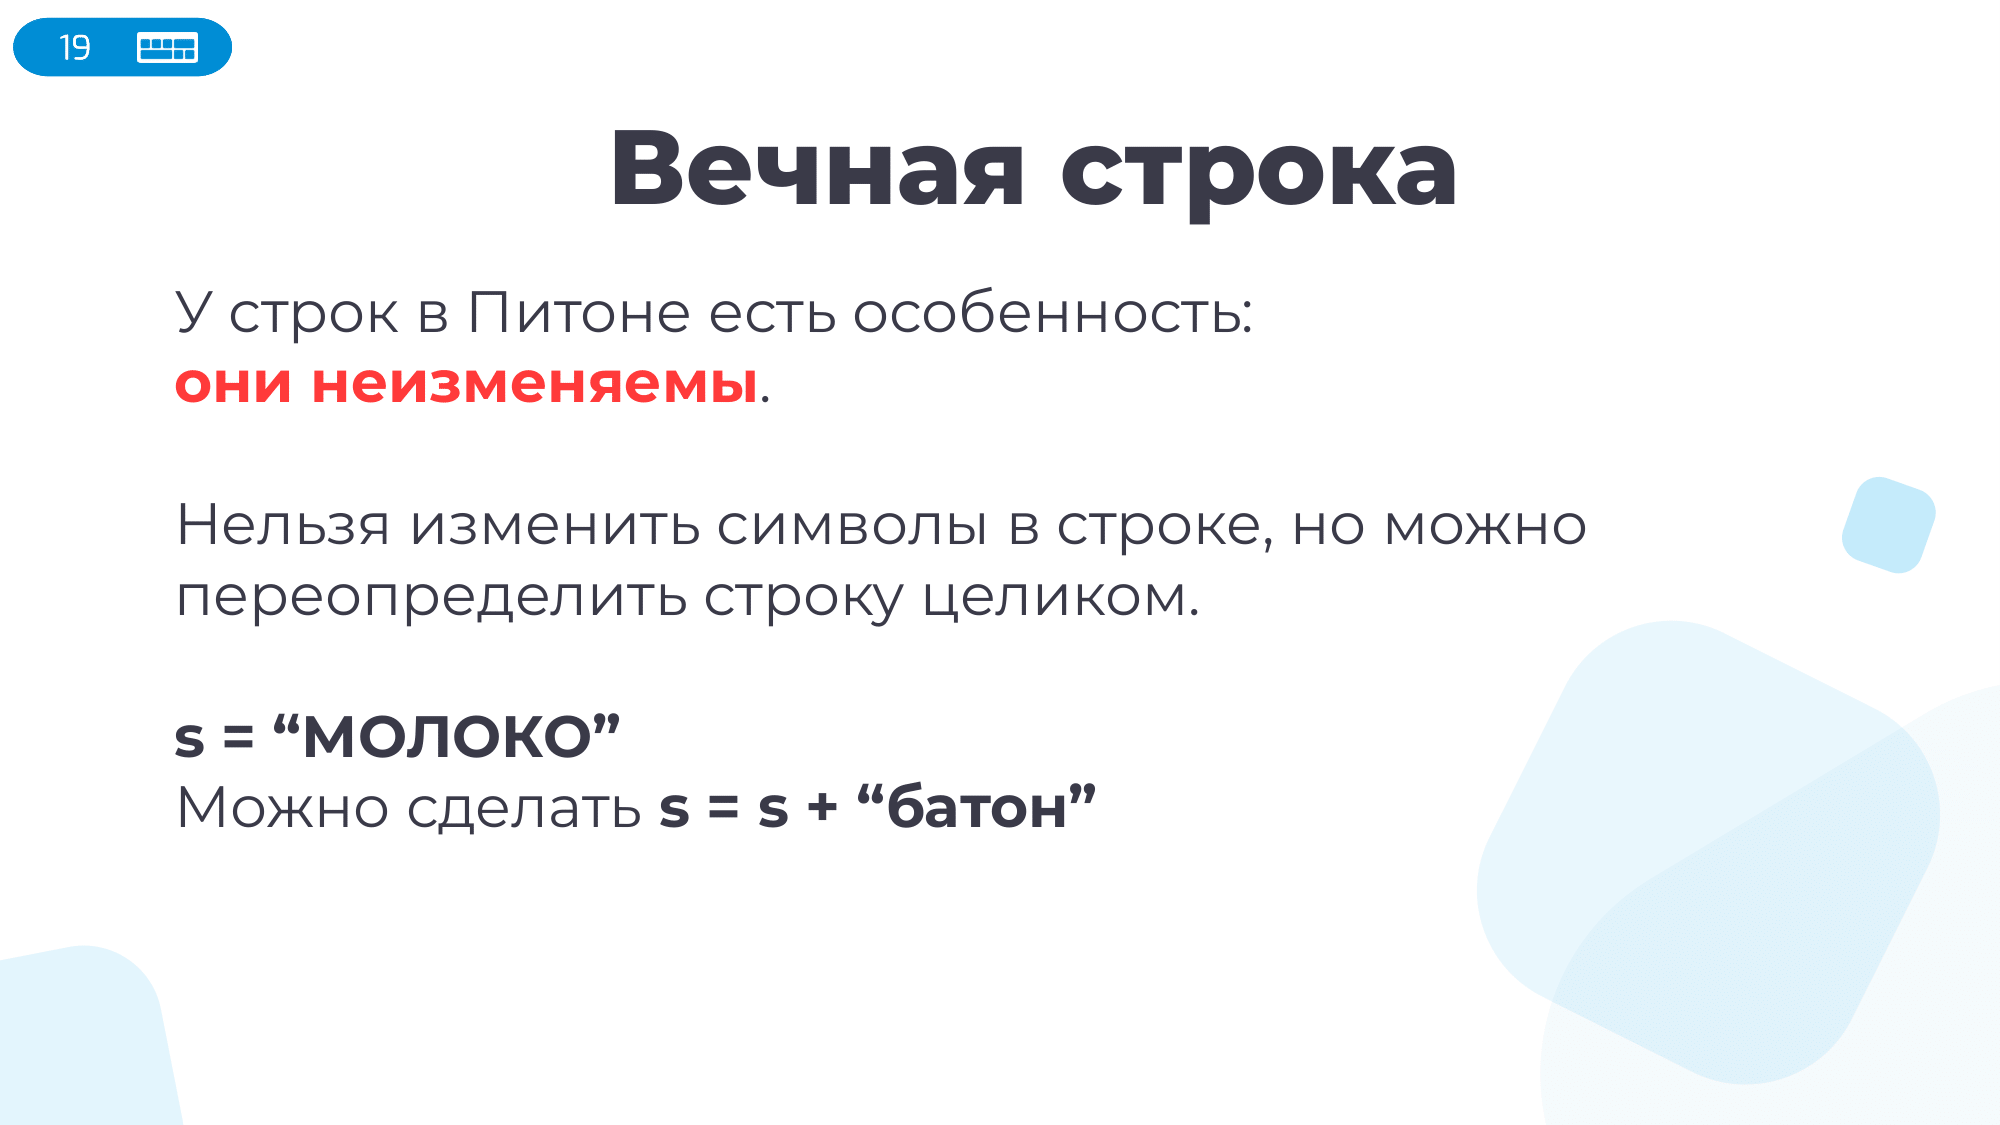 19
Вечная строка
У строк в Питоне есть особенность:
они неизменяемы.
Нельзя изменить символы в строке, но можно
переопределить строку целиком.
s = “МОЛОКО”
Можно сделать s = s + “батон”